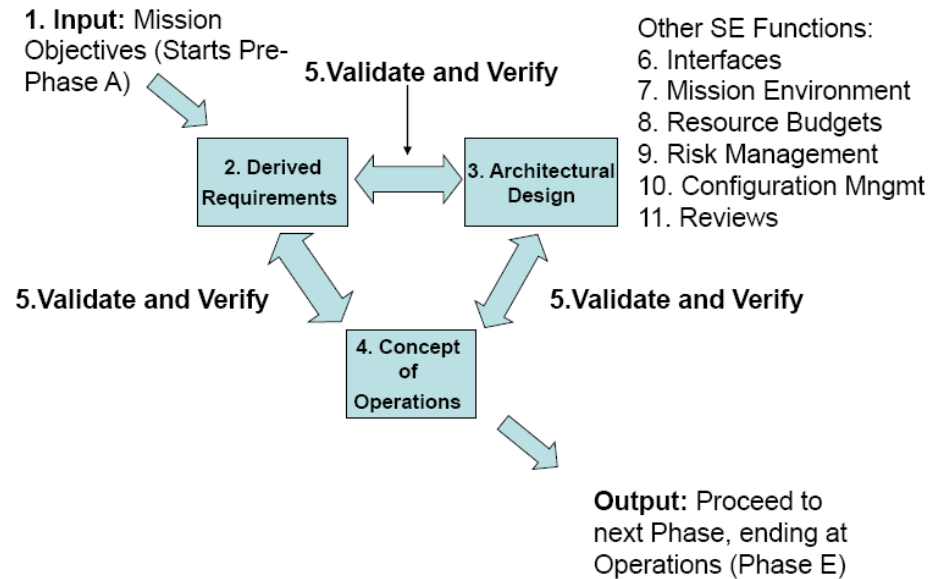 1. Input: Mission
Objectives (Starts Pre-
Phase A)
5.Validate and Verify
Other SE Functions:
6. Interfaces
7. Mission Environment
8. Resource Budgets
9. Risk Management
10. Configuration Mngmt
11. Reviews
2. Derived
Requirements
3. Architectural
Design
5.Validate and Verify
5.Validate and Verify
4. Concept
of
Operations
Output: Proceed to
next Phase, ending at
Operations (Phase E)